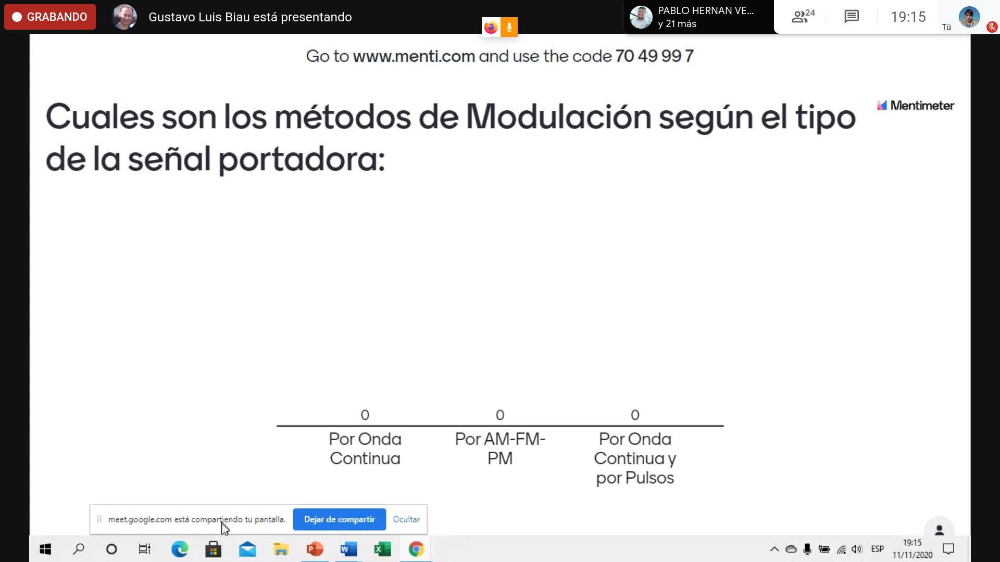 GRABANDO
Gustavo Luis Biau está presentando
PABLO HERNAN VE...
y 21 más
24
19:15
Tú
Go to www.menti.com and use the code 70 49 99 7
Mentimeter
Cuales son los métodos de Modulación según el tipo
de la señal portadora:
0
0
0
Por Onda
Continua
Por AM-FM-
PM
Por Onda
Continua y
por Pulsos
meet.google.com está compartiendo tu pantalla.
Dejar de compartir
Ocultar
ESP
19:15
11/11/2020